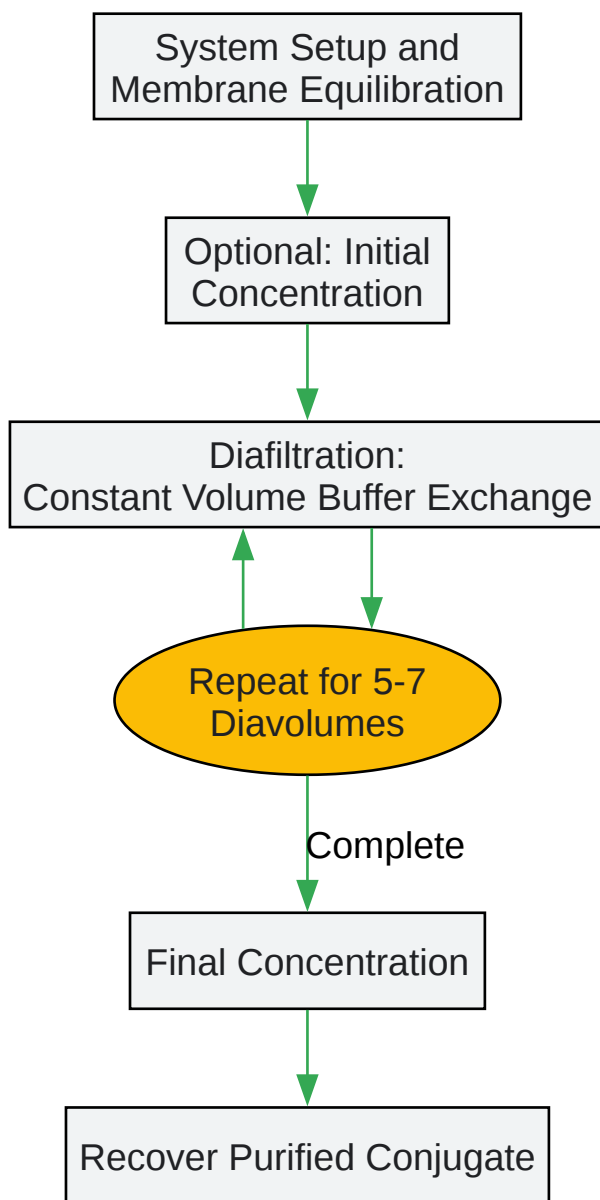 System Setup and
Membrane Equilibration
Optional: Initial
Concentration
Diafiltration:
Constant Volume Buffer Exchange
Repeat for 5-7
Diavolumes
Complete
Final Concentration
Recover Purified Conjugate